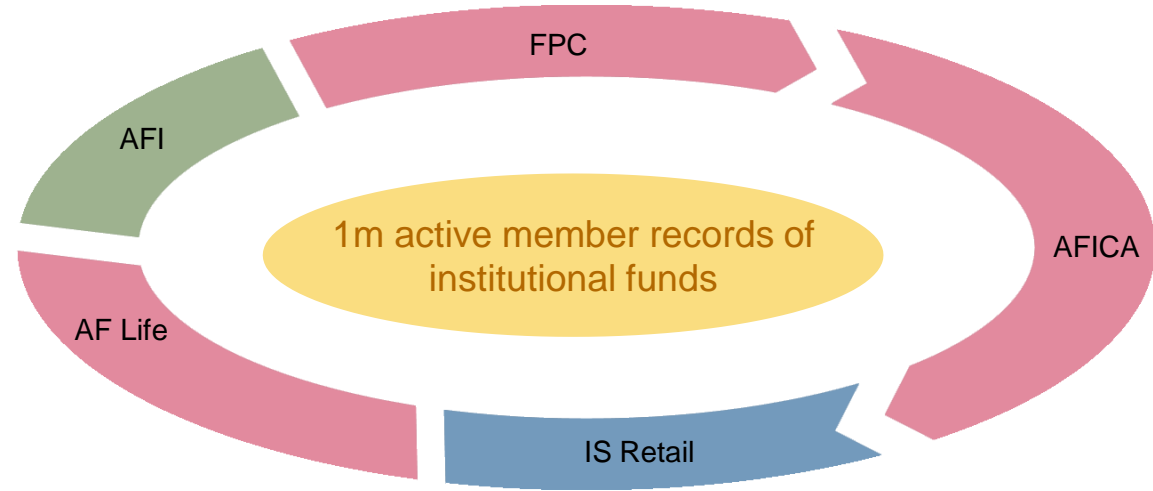 FPC
AFI
1m active member records of
institutional funds
AFICA
AF Life
IS Retail